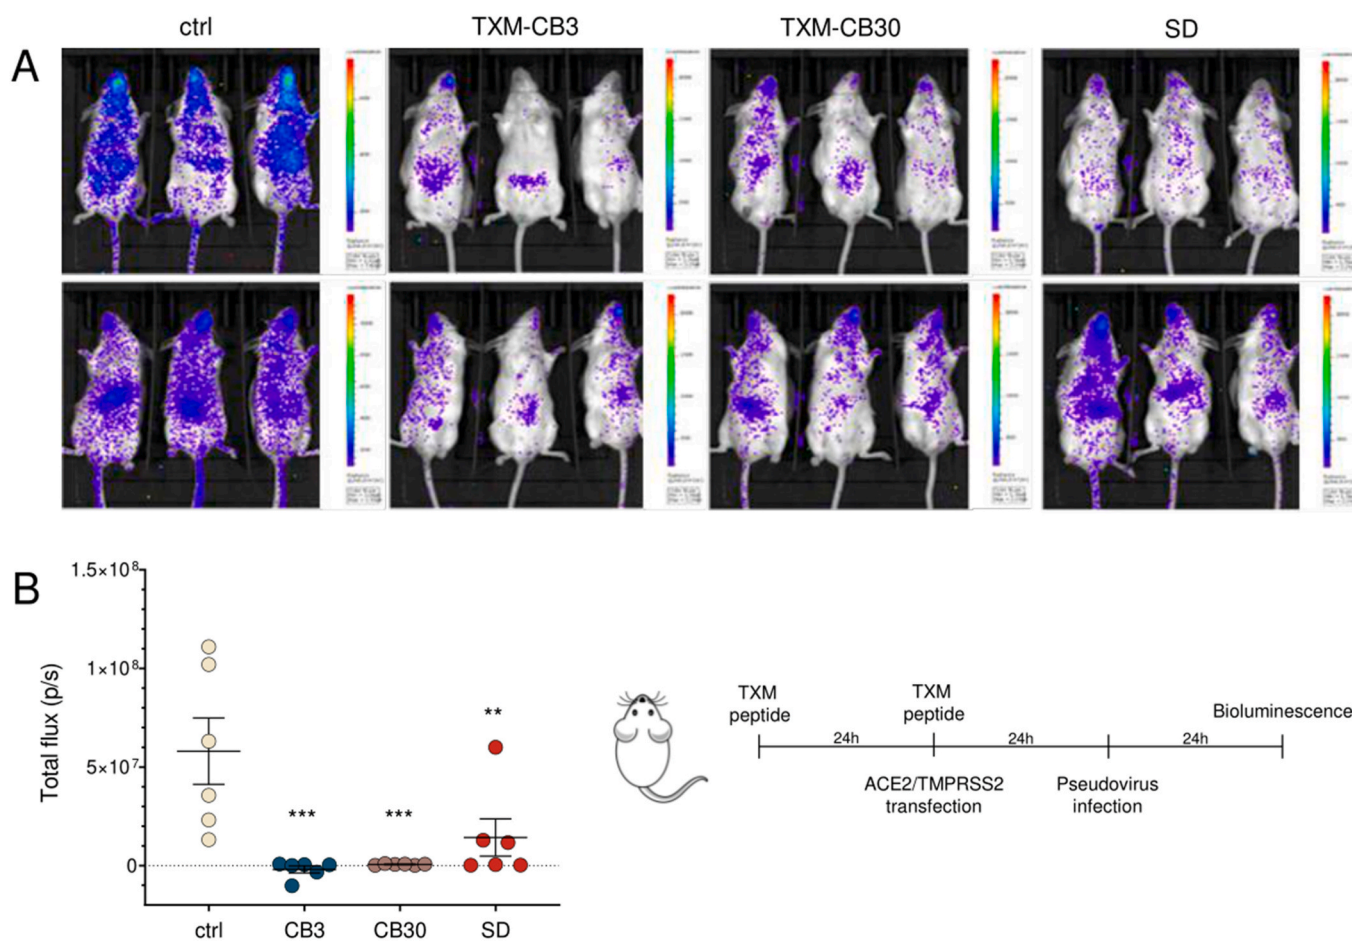 ctrl TXM-CB3 TXM-CB30 SD
A
B
1.5×10⁸
1×10⁸
5×10⁷
0
Total flux (p/s)
*** *** **
ctrl CB3 CB30 SD
TXM
peptide
TXM
peptide
Bioluminescence
24h 24h 24h
ACE2/TMPRSS2
transfection
Pseudovirus
infection